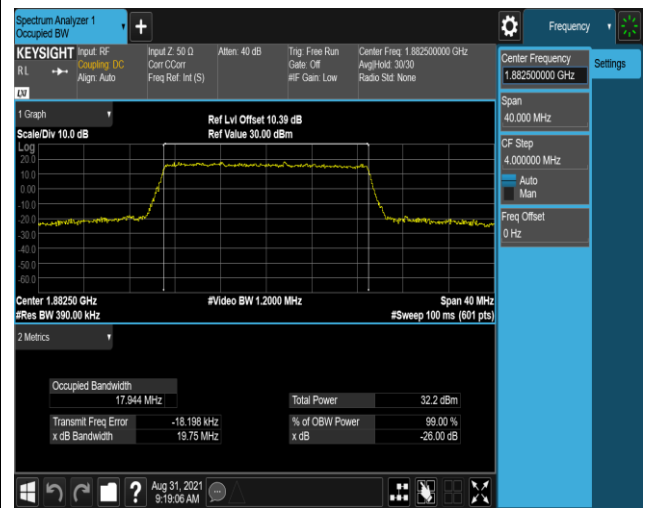 Spectrum Analyzer 1
Occupied BW
Frequency
KEYSIGHT
RL
LXI
Input: RF
Coupling: DC
Align: Auto
Input Z: 50 Ω
Corr CCorr
Freq Ref: Int (S)
Atten: 40 dB
Trig: Free Run
Gate: Off
#IF Gain: Low
Center Freq: 1.882500000 GHz
Avg|Hold: 30/30
Radio Std: None
Center Frequency
1.882500000 GHz
Settings
Span
40.000 MHz
CF Step
4.000000 MHz
Auto
Man
Freq Offset
0 Hz
1 Graph
Scale/Div 10.0 dB
Ref Lvl Offset 10.39 dB
Ref Value 30.00 dBm
Log
20.0
10.0
0.00
-10.0
-20.0
-30.0
-40.0
-50.0
-60.0
Center 1.88250 GHz
#Video BW 1.2000 MHz
Span 40 MHz
#Res BW 390.00 kHz
#Sweep 100 ms (601 pts)
2 Metrics
Occupied Bandwidth
17.944 MHz
Total Power 32.2 dBm
Transmit Freq Error -18.198 kHz
% of OBW Power 99.00 %
x dB Bandwidth 19.75 MHz
x dB -26.00 dB
?
Aug 31, 2021
9:19:06 AM